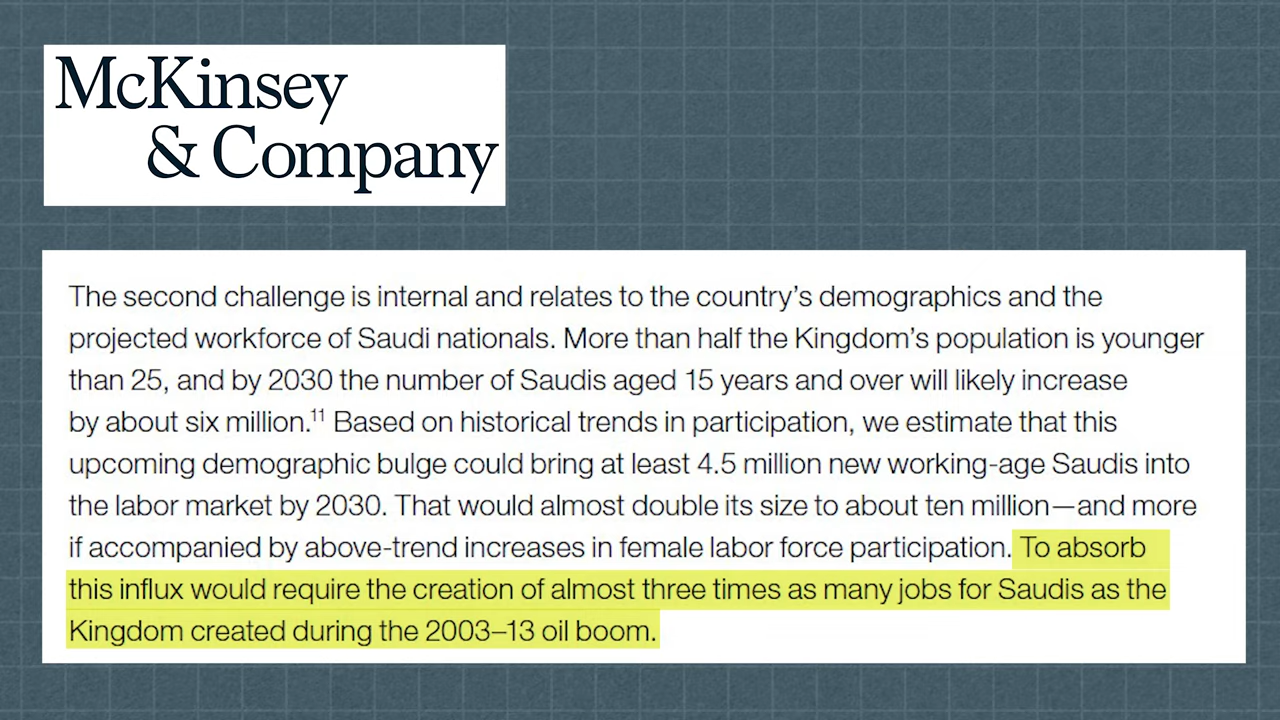 McKinsey
& Company
The second challenge is internal and relates to the country’s demographics and the
projected workforce of Saudi nationals. More than half the Kingdom’s population is younger
than 25, and by 2030 the number of Saudis aged 15 years and over will likely increase
by about six million.¹¹ Based on historical trends in participation, we estimate that this
upcoming demographic bulge could bring at least 4.5 million new working-age Saudis into
the labor market by 2030. That would almost double its size to about ten million—and more
if accompanied by above-trend increases in female labor force participation. To absorb
this influx would require the creation of almost three times as many jobs for Saudis as the
Kingdom created during the 2003–13 oil boom.